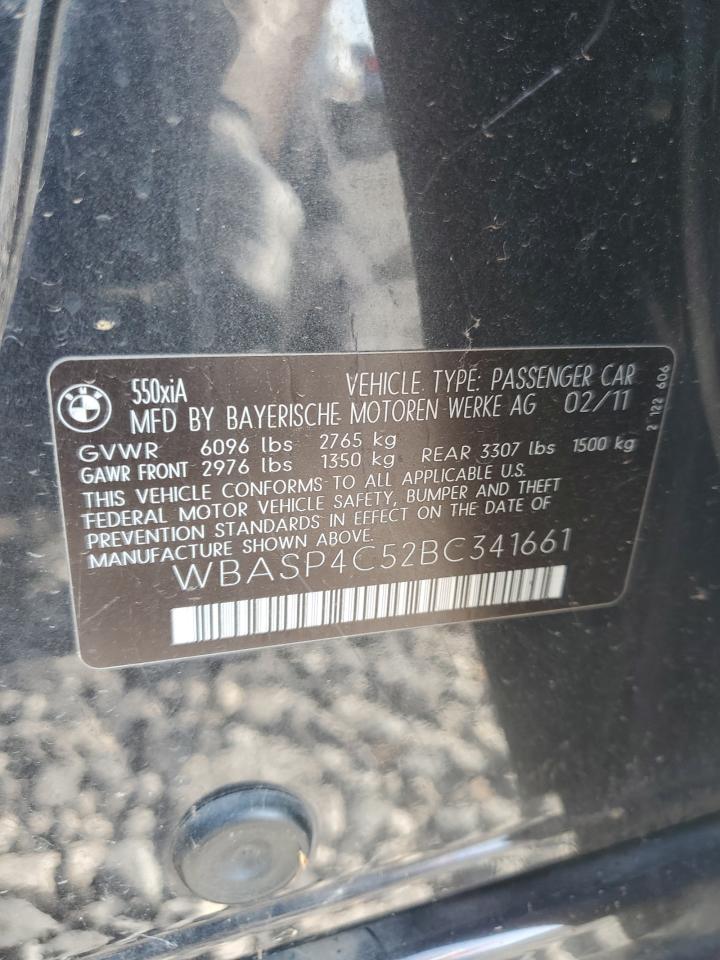 550xiA VEHICLE TYPE: PASSENGER CAR
MFD BY BAYERISCHE MOTOREN WERKE AG 02/11
GVWR 6096 lbs 2765 kg
GAWR FRONT 2976 lbs 1350 kg REAR 3307 lbs 1500 kg
THIS VEHICLE CONFORMS TO ALL APPLICABLE U.S.
FEDERAL MOTOR VEHICLE SAFETY, BUMPER AND THEFT
PREVENTION STANDARDS IN EFFECT ON THE DATE OF
MANUFACTURE SHOWN ABOVE.
WBASP4C52BC341661
2 122 606